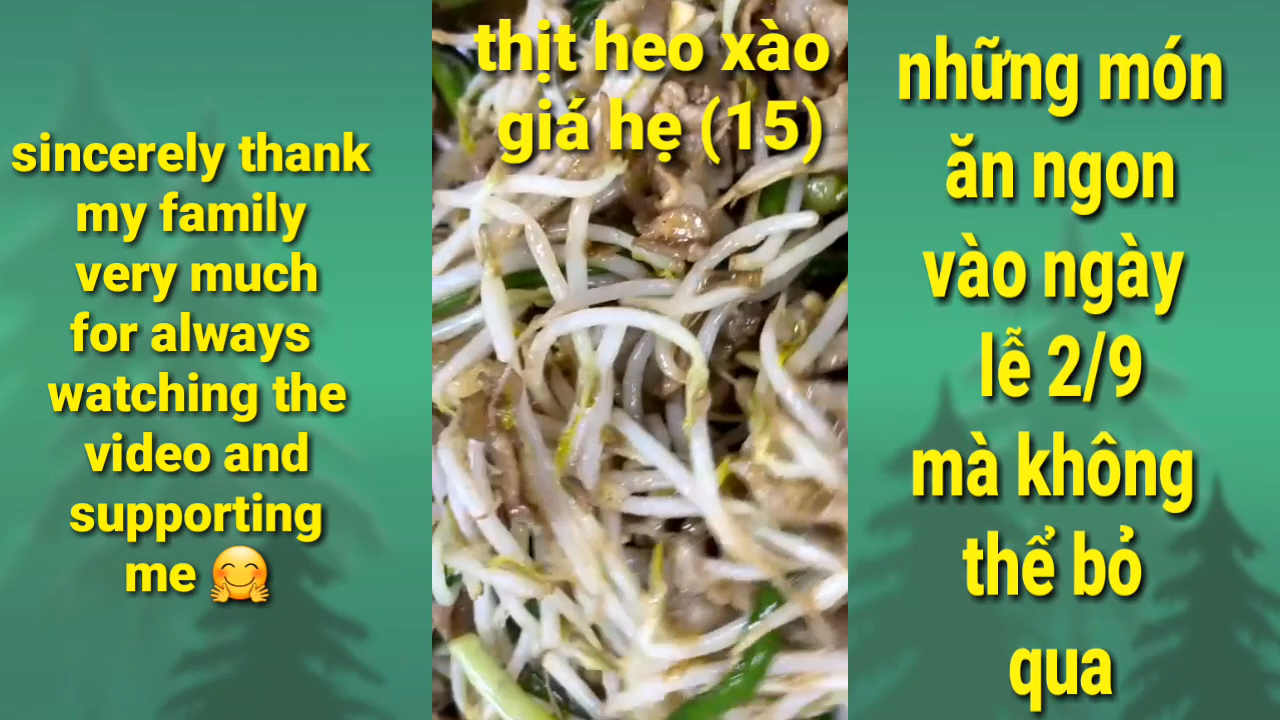 sincerely thank
my family
very much
for always
watching the
video and
supporting
me 🤗
thịt heo xào
giá hẹ (15)
những món
ăn ngon
vào ngày
lễ 2/9
mà không
thể bỏ
qua